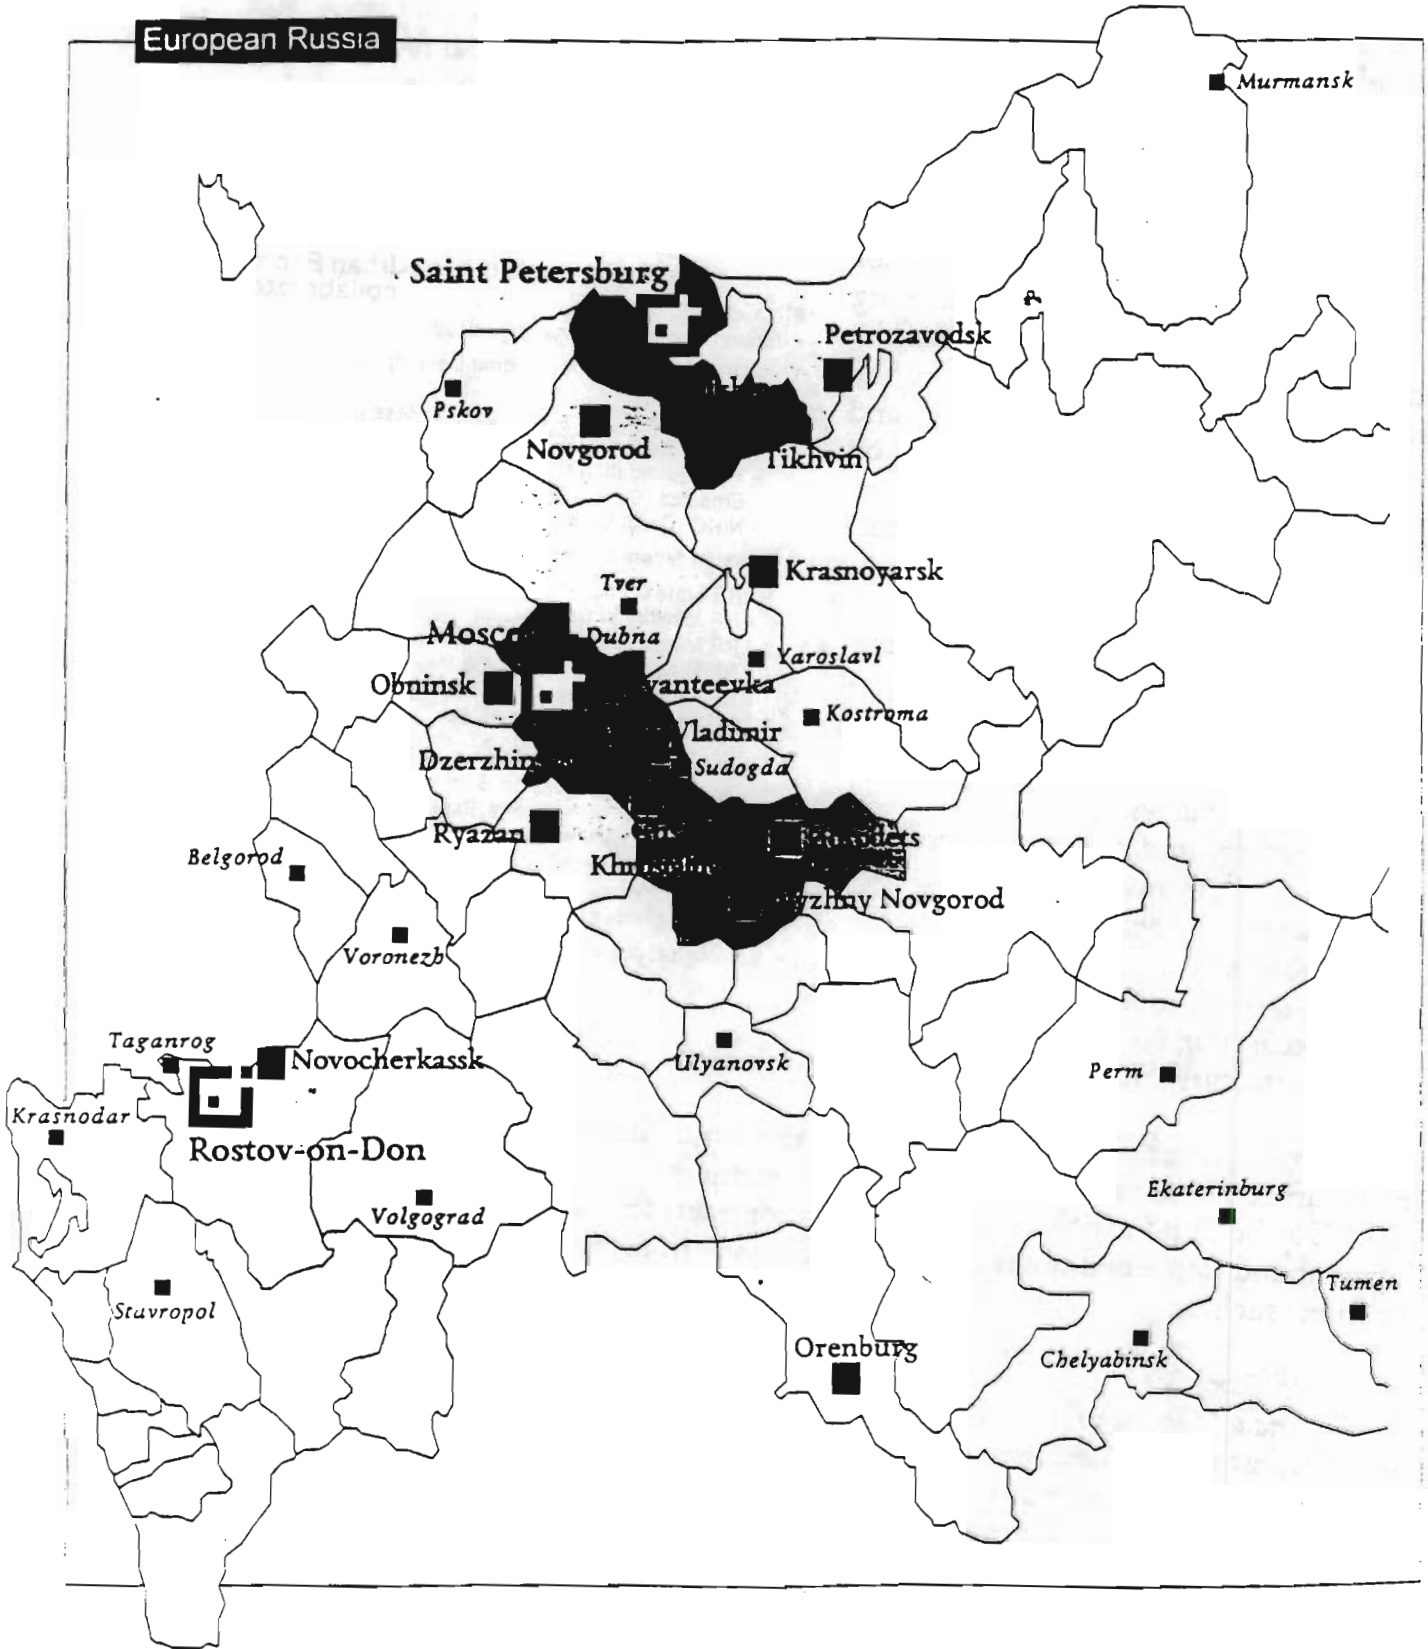 European Russia
Murmansk
Saint Petersburg
Petrozavodsk
Pskov
Novgorod
Tikhvin
Krasnoyarsk
Tver
Dubna
Yaroslavl
Obninsk
Kostroma
Vladimir
Sudogda
Ryazan
Belgorod
Novgorod
Voronezh
Taganrog
Novocherkassk
Ulyanovsk
Perm
Krasnodar
Rostov-on-Don
Ekaterinburg
Volgograd
Tumen
Stavropol
Orenburg
Chelyabinsk